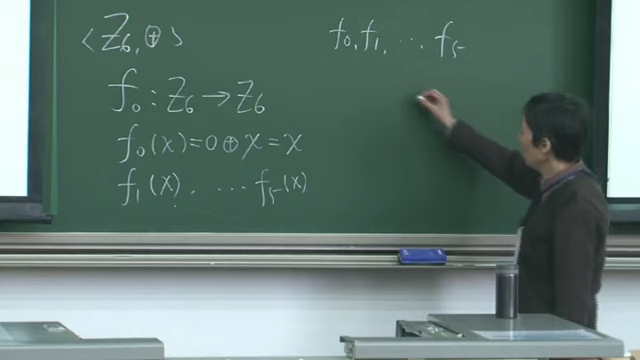 <Z₆, ⊕>
f₀ : Z₆ → Z₆
f₀(x) = 0 ⊕ x = x
f₁(x), ... f₅(x)
f₀, f₁, ... f₅